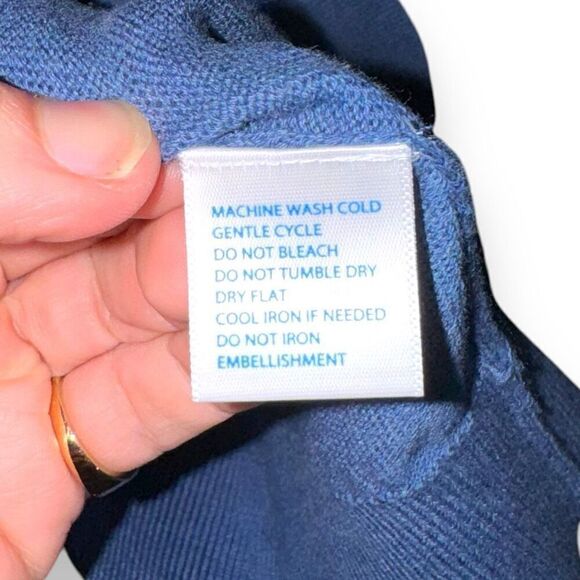 MACHINE WASH COLD
GENTLE CYCLE
DO NOT BLEACH
DO NOT TUMBLE DRY
DRY FLAT
COOL IRON IF NEEDED
DO NOT IRON
EMBELLISHMENT